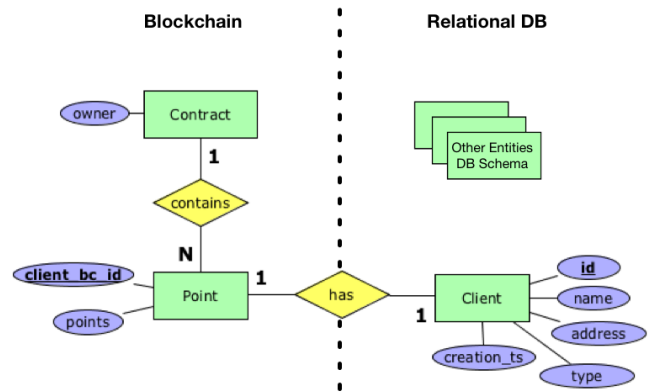 Blockchain
Relational DB
owner
Contract
1
contains
N
Other Entities
DB Schema
client_bc_id
points
Point
1
has
1
Client
id
name
address
type
creation_ts